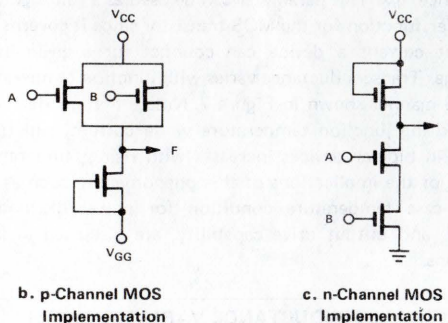 VCC
VCC
A
B
F
A
B
VGG
b. p-Channel MOS
Implementation
c. n-Channel MOS
Implementation